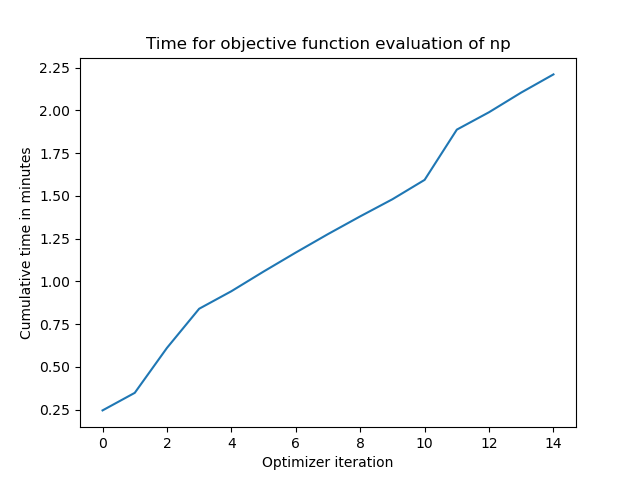 Time for objective function evaluation of np
Cumulative time in minutes
2.25
2.00
1.75
1.50
1.25
1.00
0.75
0.50
0.25
0 2 4 6 8 10 12 14
Optimizer iteration